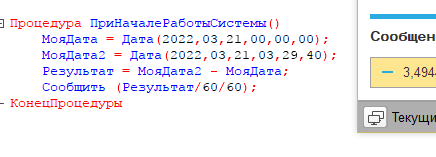 Процедура ПриНачалеРаботыСистемы()
МояДата = Дата(2022,03,21,00,00,00);
МояДата2 = Дата(2022,03,21,03,29,40);
Результат = МояДата2 - МояДата;
Сообщить (Результат/60/60);
КонецПроцедуры
Сообщен
3,494
Текущи